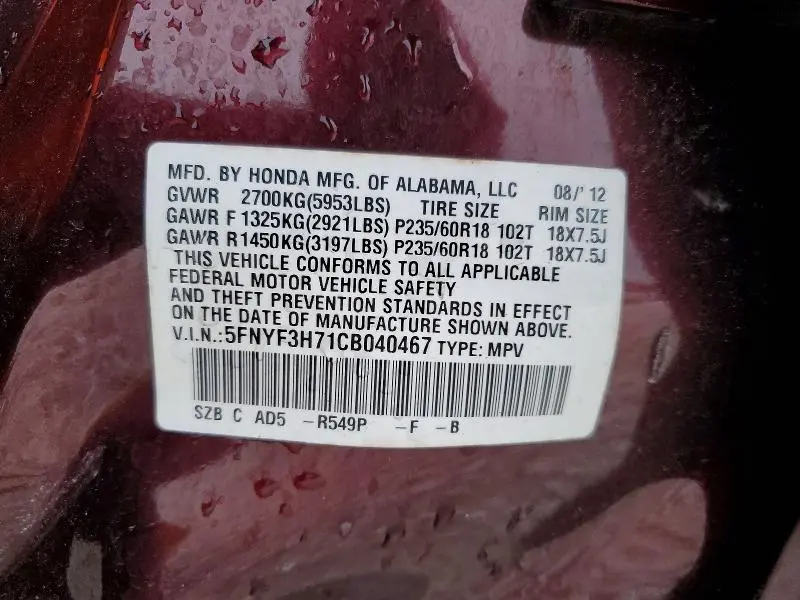 MFD. BY HONDA MFG. OF ALABAMA, LLC 08/'12
GVWR 2700KG(5953LBS) TIRE SIZE RIM SIZE
GAWR F 1325KG(2921LBS) P235/60R18 102T 18X7.5J
GAWR R1450KG(3197LBS) P235/60R18 102T 18X7.5J
THIS VEHICLE CONFORMS TO ALL APPLICABLE
FEDERAL MOTOR VEHICLE SAFETY
AND THEFT PREVENTION STANDARDS IN EFFECT
ON THE DATE OF MANUFACTURE SHOWN ABOVE.
V.I.N.:5FNYF3H71CB040467 TYPE: MPV
SZB C AD5 -R549P -F -B